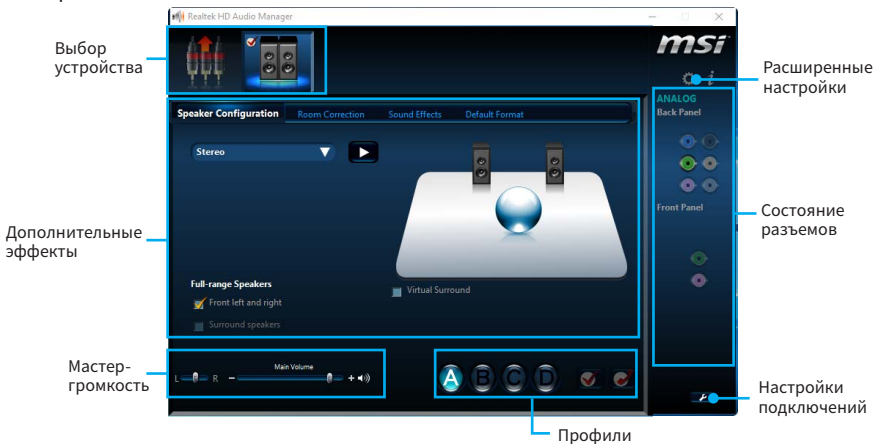 Realtek HD Audio Manager
msi
Выбор
устройства
Расширенные
настройки
i
ANALOG
Back Panel
Speaker Configuration
Room Correction
Sound Effects
Default Format
Stereo
Front Panel
Состояние
разъемов
Дополнительные
эффекты
Full-range Speakers
Front left and right
Surround speakers
Virtual Surround
Мастер-
громкость
Main Volume
L R - +
A B C D
Настройки
подключений
Профили